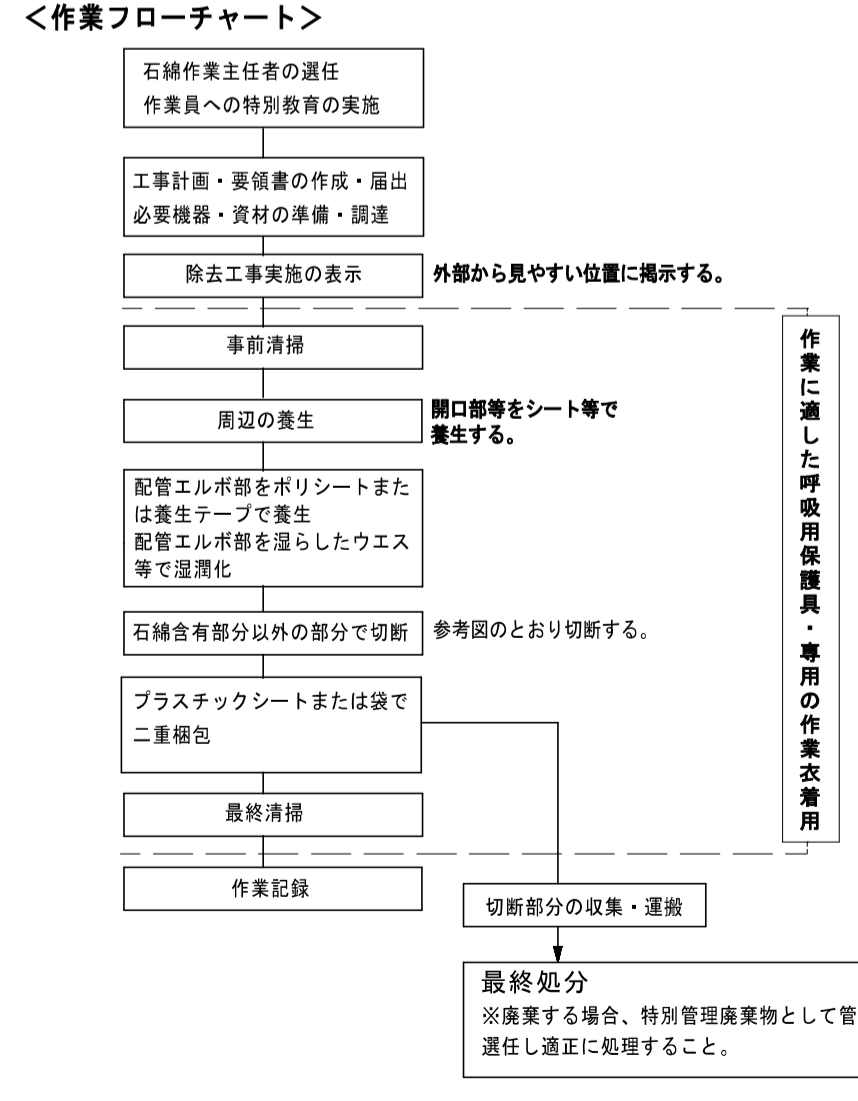 ＜作業フローチャート＞
石綿作業主任者の選任
作業員への特別教育の実施
工事計画・要領書の作成・届出
必要機器・資材の準備・調達
除去工事実施の表示
外部から見やすい位置に掲示する。
事前清掃
周辺の養生
開口部等をシート等で
養生する。
配管エルボ部をポリシートまた
は養生テープで養生
配管エルボ部を湿らしたウエス
等で湿潤化
石綿含有部分以外の部分で切断
参考図のとおり切断する。
プラスチックシートまたは袋で
二重梱包
最終清掃
作業に適した呼吸用保護具・専用の作業衣着用
作業記録
切断部分の収集・運搬
最終処分
※廃棄する場合、特別管理廃棄物として管
選任し適正に処理すること。